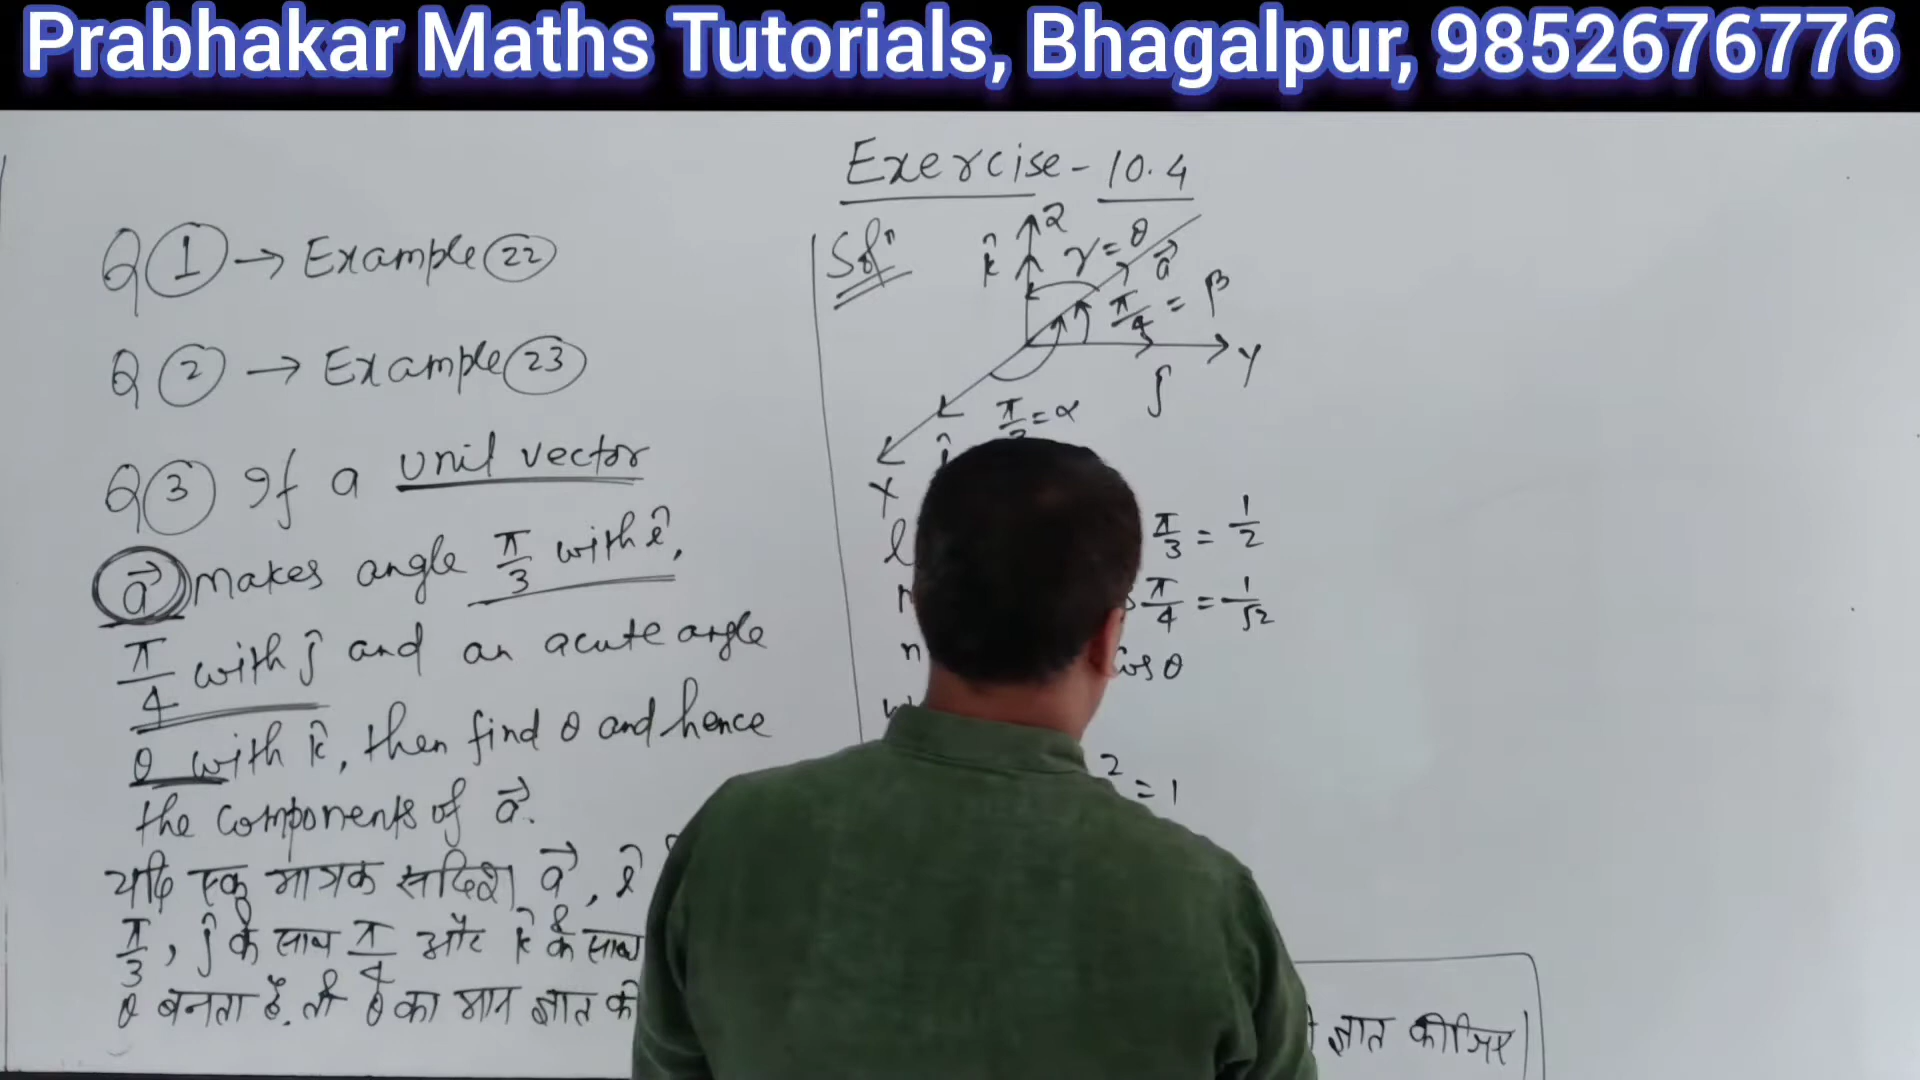 Prabhakar Maths Tutorials, Bhagalpur, 9852676776
Exercise - 10.4
Q ① → Example ㉒
Q ② → Example ㉓
Q ③ If a unit vector
a⃗ makes angle π/3 with î,
π/4 with ĵ and an acute angle
θ with k̂, then find θ and hence
the components of a⃗.
यदि एक मात्रक सदिश a⃗, î
π/3, ĵ के साथ π/4 और k̂ के साथ
θ बनता है, तो θ का मान ज्ञात की
Solⁿ
Z
k̂
γ = θ
a⃗
π/4 = β
Y
ĵ
= α
X
l
π/3 = 1/2
π/4 = 1/√2
n
cos θ
2 = 1
ज्ञात कीजिए|